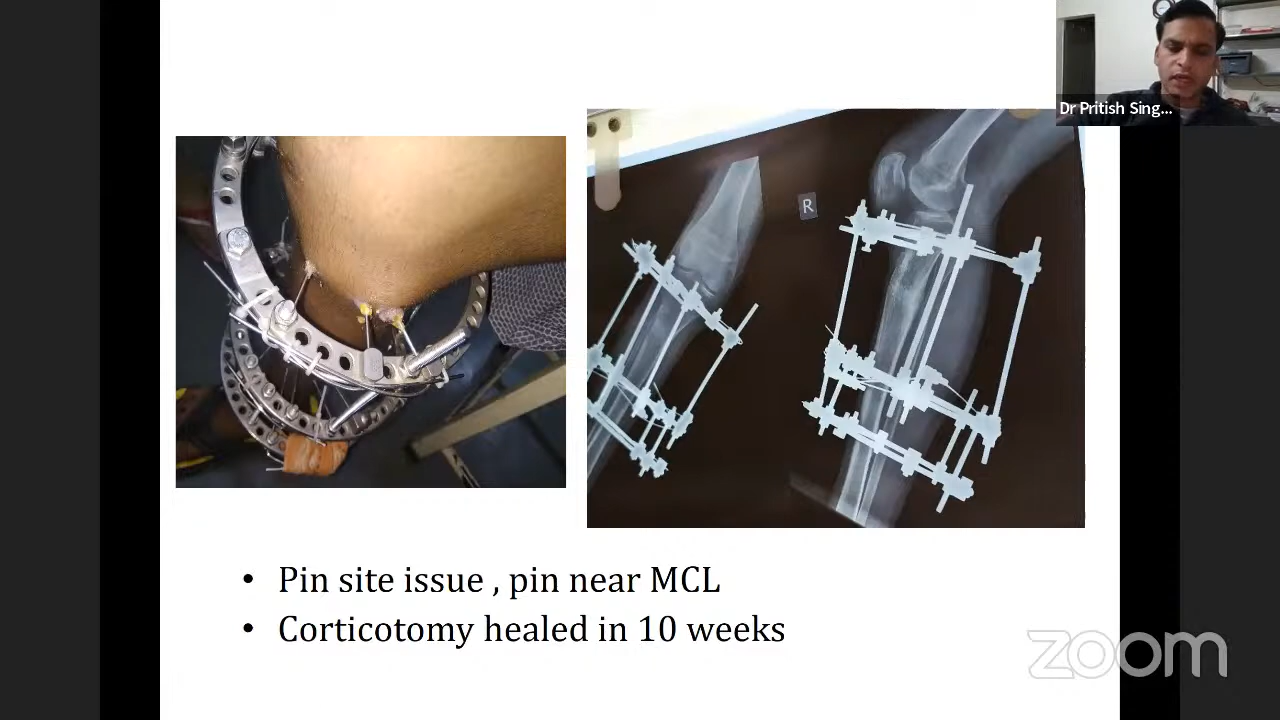 Dr Pritish Sing...
R
• Pin site issue , pin near MCL
• Corticotomy healed in 10 weeks
zoom